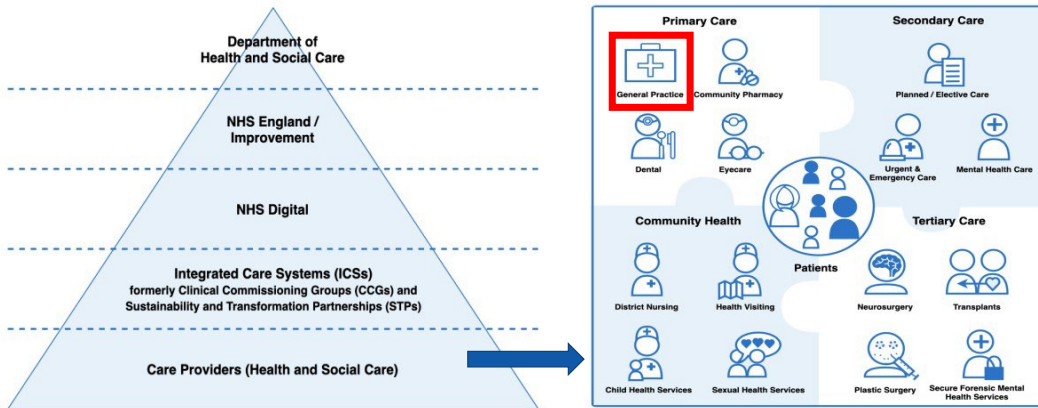 Department of
Health and Social Care
NHS England /
Improvement
NHS Digital
Integrated Care Systems (ICSs)
formerly Clinical Commissioning Groups (CCGs) and
Sustainability and Transformation Partnerships (STPs)
Care Providers (Health and Social Care)
Primary Care
General Practice
Community Pharmacy
Dental
Eyecare
Secondary Care
Planned / Elective Care
Urgent &
Emergency Care
Mental Health Care
Community Health
District Nursing
Health Visiting
Child Health Services
Sexual Health Services
Patients
Tertiary Care
Neurosurgery
Transplants
Plastic Surgery
Secure Forensic Mental
Health Services